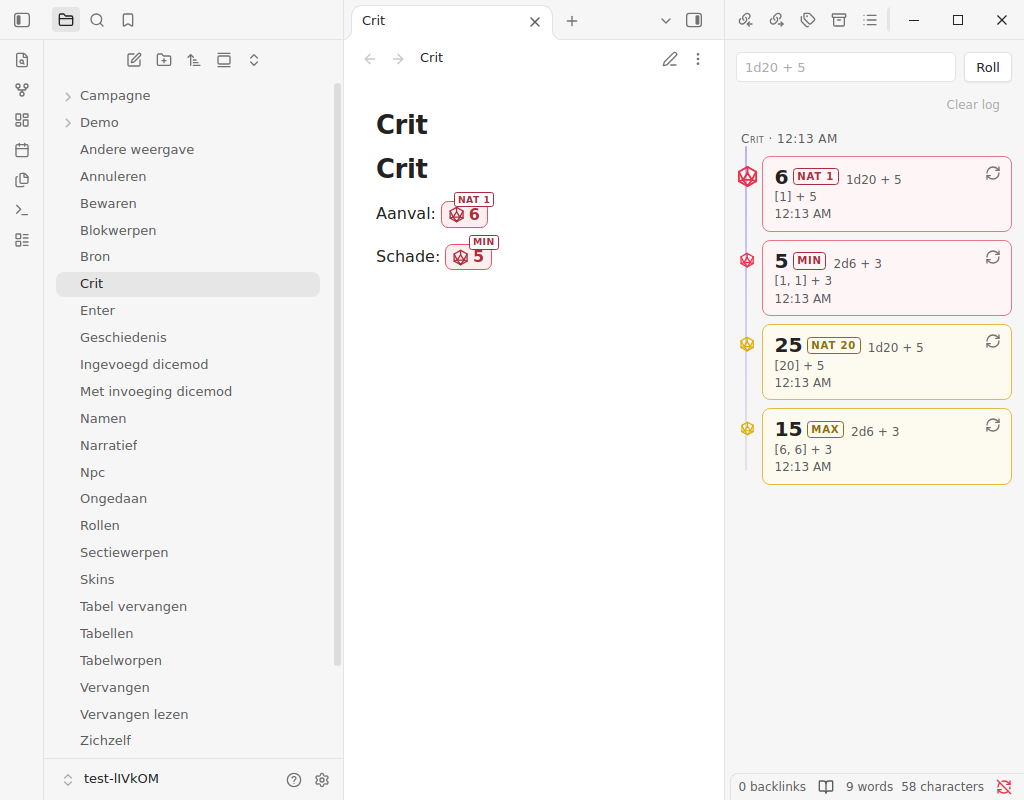 Campagne
Demo
Andere weergave
Annuleren
Bewaren
Blokwerpen
Bron
Crit
Enter
Geschiedenis
Ingevoegd dicemod
Met invoeging dicemod
Namen
Narratief
Npc
Ongedaan
Rollen
Sectiewerpen
Skins
Tabel vervangen
Tabellen
Tabelworpen
Vervangen
Vervangen lezen
Zichzelf
test-lIVkOM
Crit
Crit
Crit
Crit
Aanval: 6 NAT 1
Schade: 5 MIN
1d20 + 5 Roll
Clear log
Crit · 12:13 AM
6 NAT 1 1d20 + 5
[1] + 5
12:13 AM
5 MIN 2d6 + 3
[1, 1] + 3
12:13 AM
25 NAT 20 1d20 + 5
[20] + 5
12:13 AM
15 MAX 2d6 + 3
[6, 6] + 3
12:13 AM
0 backlinks 9 words 58 characters